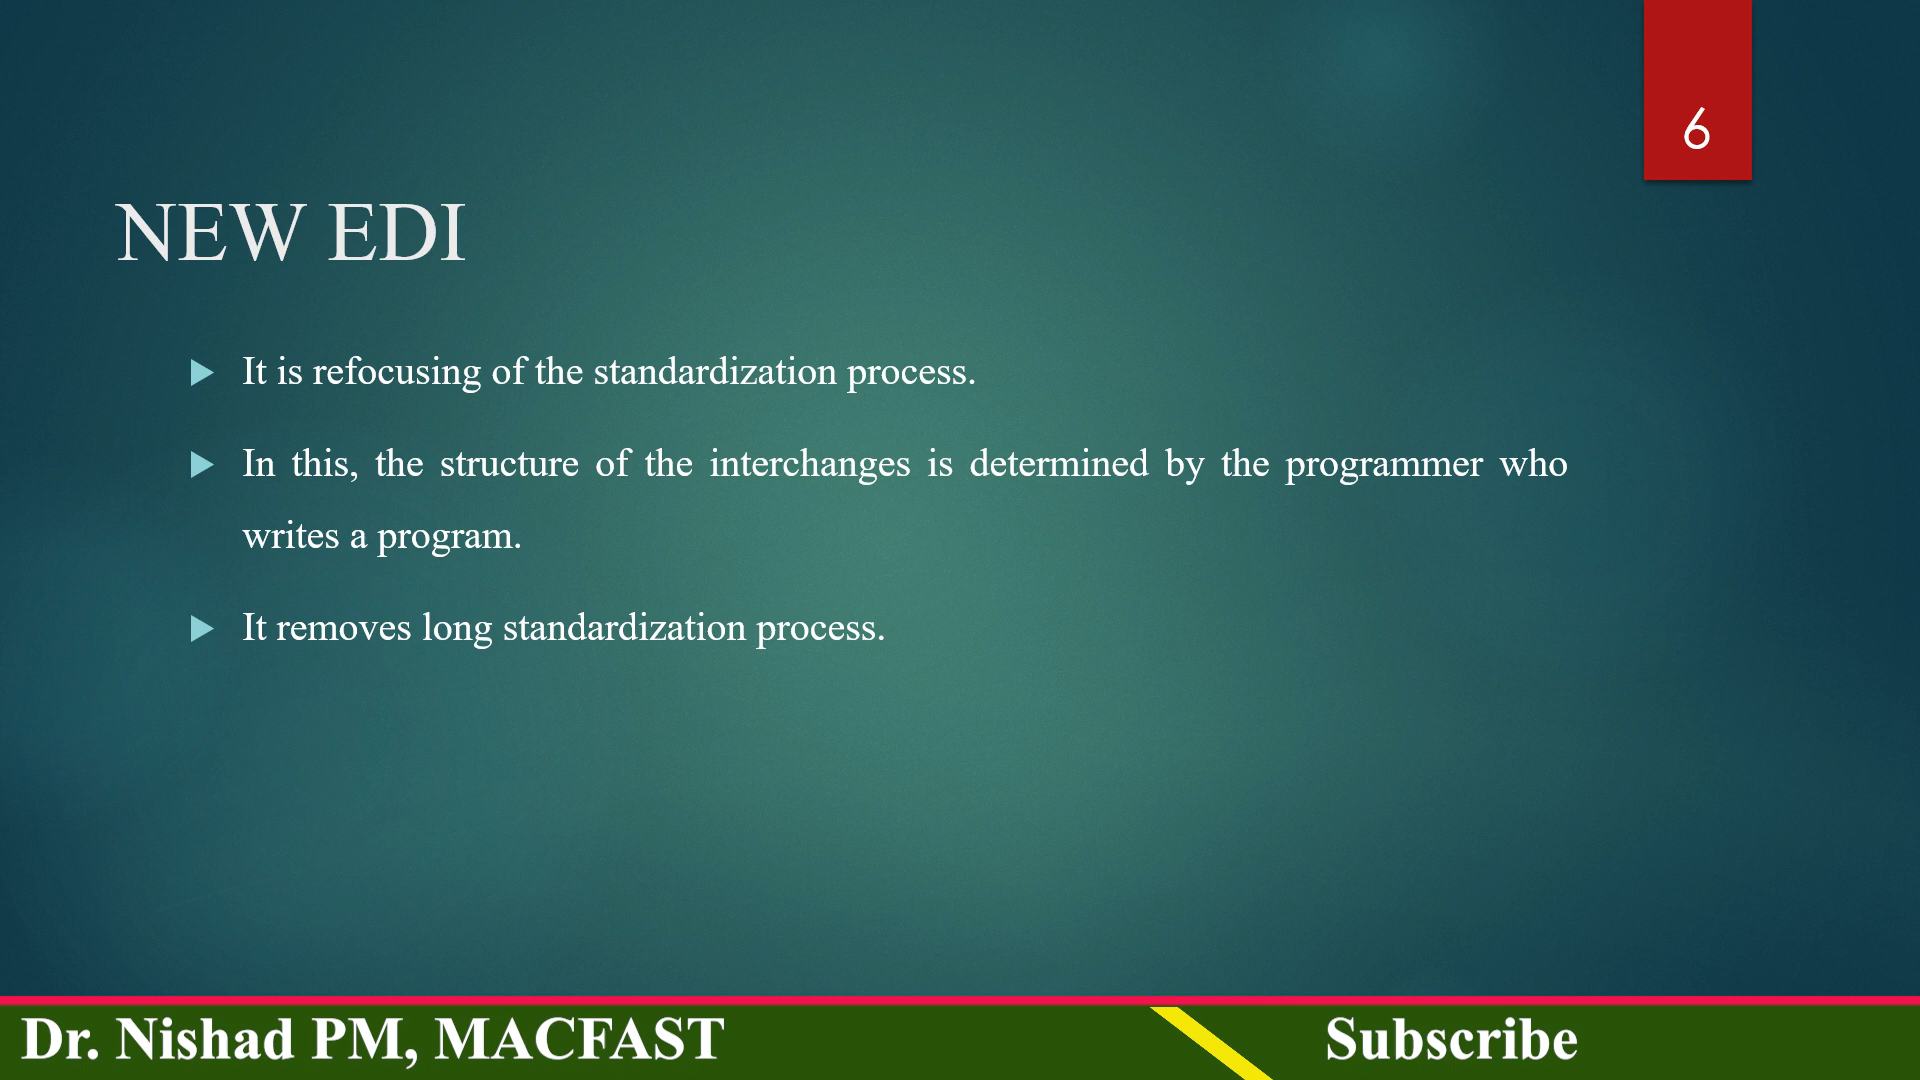 6
NEW EDI
It is refocusing of the standardization process.
In this, the structure of the interchanges is determined by the programmer who
writes a program.
It removes long standardization process.
Dr. Nishad PM, MACFAST
Subscribe